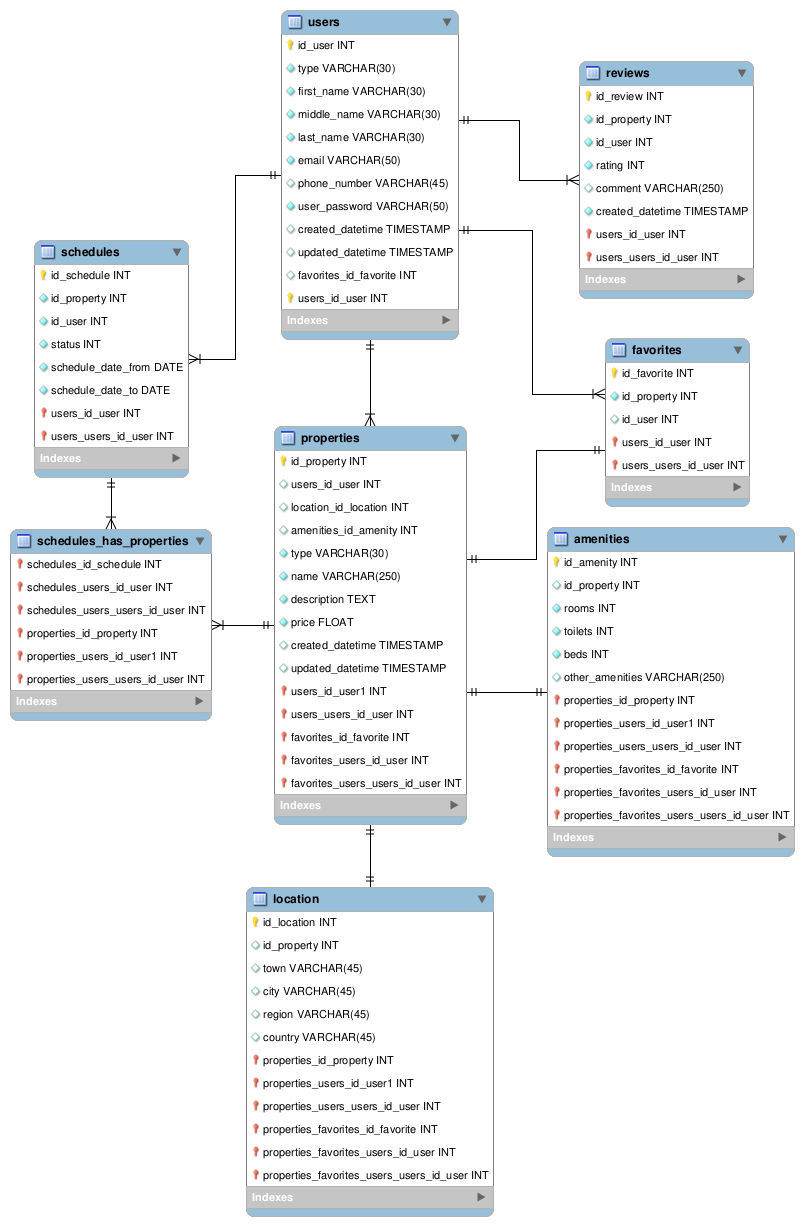 users
id_user INT
type VARCHAR(30)
first_name VARCHAR(30)
middle_name VARCHAR(30)
last_name VARCHAR(30)
email VARCHAR(50)
phone_number VARCHAR(45)
user_password VARCHAR(50)
created_datetime TIMESTAMP
updated_datetime TIMESTAMP
favorites_id_favorite INT
users_id_user INT
Indexes
reviews
id_review INT
id_property INT
id_user INT
rating INT
comment VARCHAR(250)
created_datetime TIMESTAMP
users_id_user INT
users_users_id_user INT
Indexes
schedules
id_schedule INT
id_property INT
id_user INT
status INT
schedule_date_from DATE
schedule_date_to DATE
users_id_user INT
users_users_id_user INT
Indexes
favorites
id_favorite INT
id_property INT
id_user INT
users_id_user INT
users_users_id_user INT
Indexes
properties
id_property INT
users_id_user INT
location_id_location INT
amenities_id_amenity INT
type VARCHAR(30)
name VARCHAR(250)
description TEXT
price FLOAT
created_datetime TIMESTAMP
updated_datetime TIMESTAMP
users_id_user1 INT
users_users_id_user INT
favorites_id_favorite INT
favorites_users_id_user INT
favorites_users_users_id_user INT
Indexes
schedules_has_properties
schedules_id_schedule INT
schedules_users_id_user INT
schedules_users_users_id_user INT
properties_id_property INT
properties_users_id_user1 INT
properties_users_users_id_user INT
Indexes
amenities
id_amenity INT
id_property INT
rooms INT
toilets INT
beds INT
other_amenities VARCHAR(250)
properties_id_property INT
properties_users_id_user1 INT
properties_users_users_id_user INT
properties_favorites_id_favorite INT
properties_favorites_users_id_user INT
properties_favorites_users_users_id_user INT
Indexes
location
id_location INT
id_property INT
town VARCHAR(45)
city VARCHAR(45)
region VARCHAR(45)
country VARCHAR(45)
properties_id_property INT
properties_users_id_user1 INT
properties_users_users_id_user INT
properties_favorites_id_favorite INT
properties_favorites_users_id_user INT
properties_favorites_users_users_id_user INT
Indexes